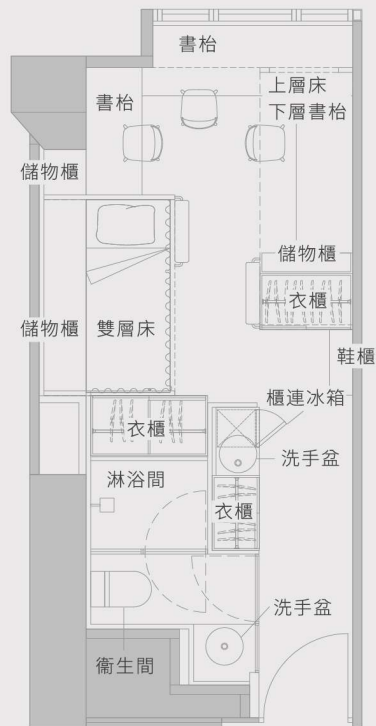 書枱
書枱
上層床
下層書枱
儲物櫃
儲物櫃
衣櫃
儲物櫃
雙層床
鞋櫃
櫃連冰箱
衣櫃
洗手盆
淋浴間
衣櫃
洗手盆
衞生間